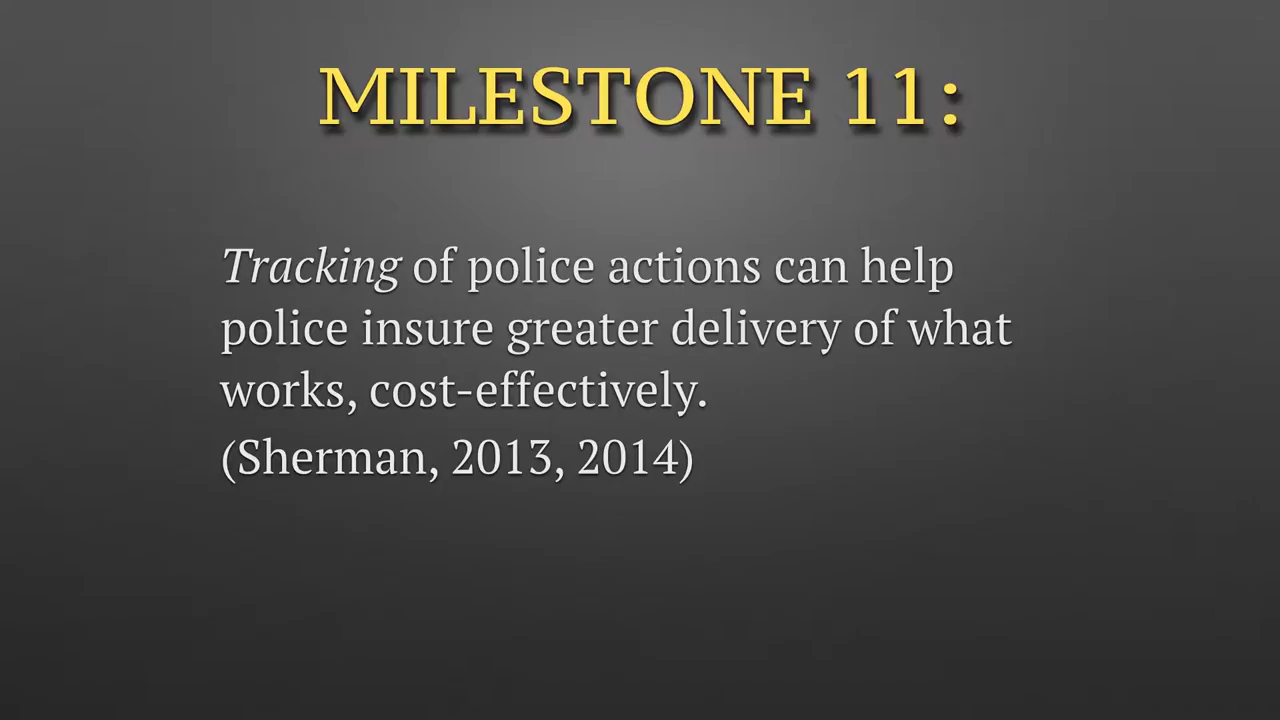 MILESTONE 11:
Tracking of police actions can help
police insure greater delivery of what
works, cost-effectively.
(Sherman, 2013, 2014)